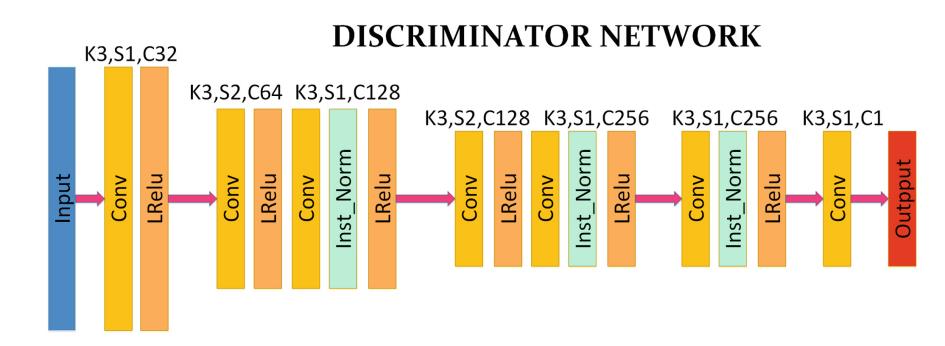 DISCRIMINATOR NETWORK
K3,S1,C32
K3,S2,C64 K3,S1,C128
K3,S2,C128 K3,S1,C256
K3,S1,C256
K3,S1,C1
Input
Conv
LRelu
Conv
LRelu
Conv
Inst_Norm
LRelu
Conv
LRelu
Conv
Inst_Norm
LRelu
Conv
Inst_Norm
LRelu
Conv
Outpput